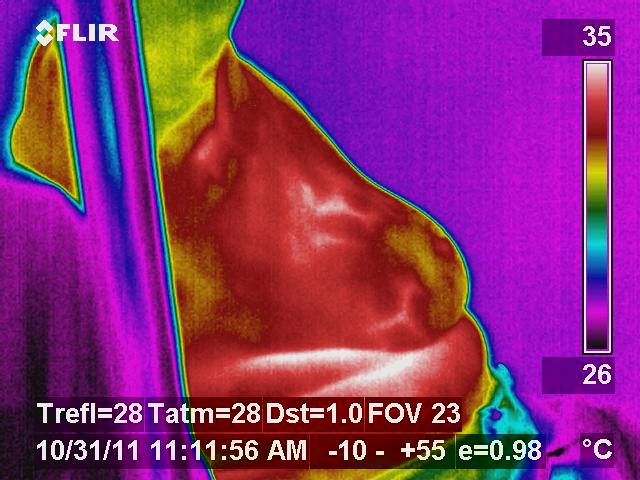 FLIR
35
26
Trefl=28 Tatm=28 Dst=1.0 FOV 23
10/31/11 11:11:56 AM -10 - +55 e=0.98 °C